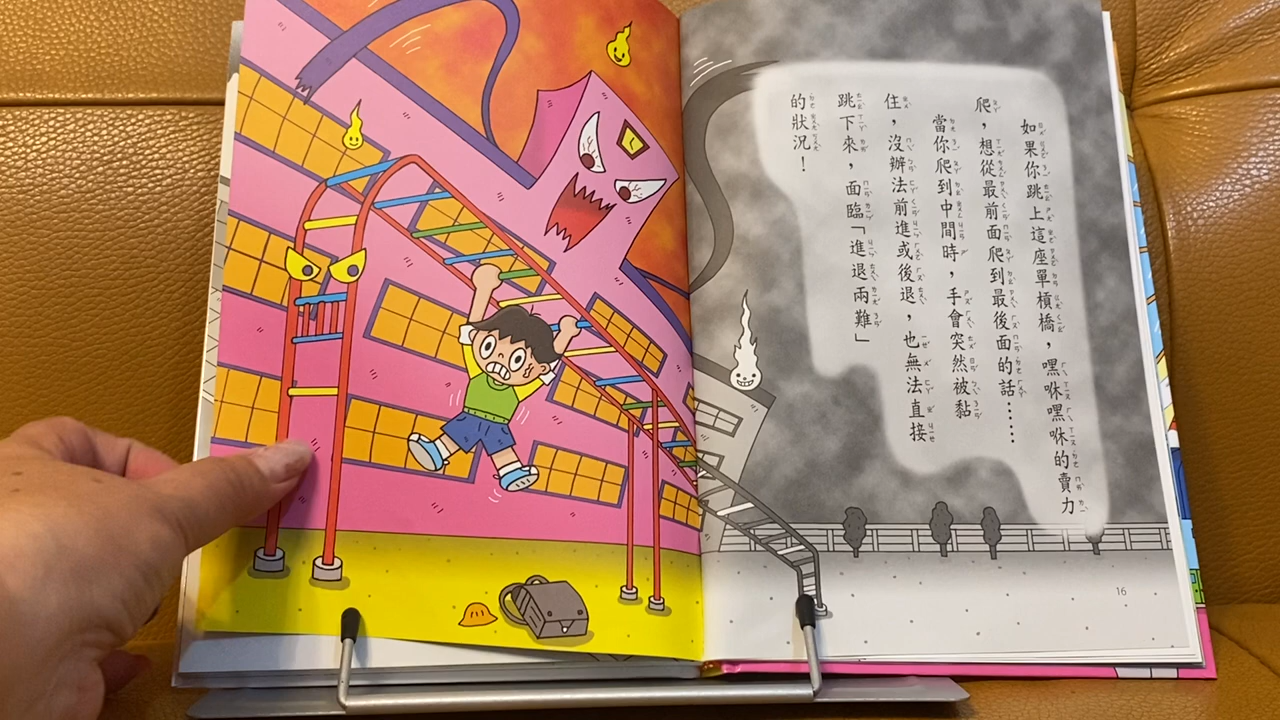 如果你跳上這座單槓橋，嘿咻嘿咻的賣力
爬，想從最前面爬到最後面的話……
當你爬到中間時，手會突然被黏
住，沒辦法前進或後退，也無法直接
跳下來，面臨「進退兩難」
的狀況！
16